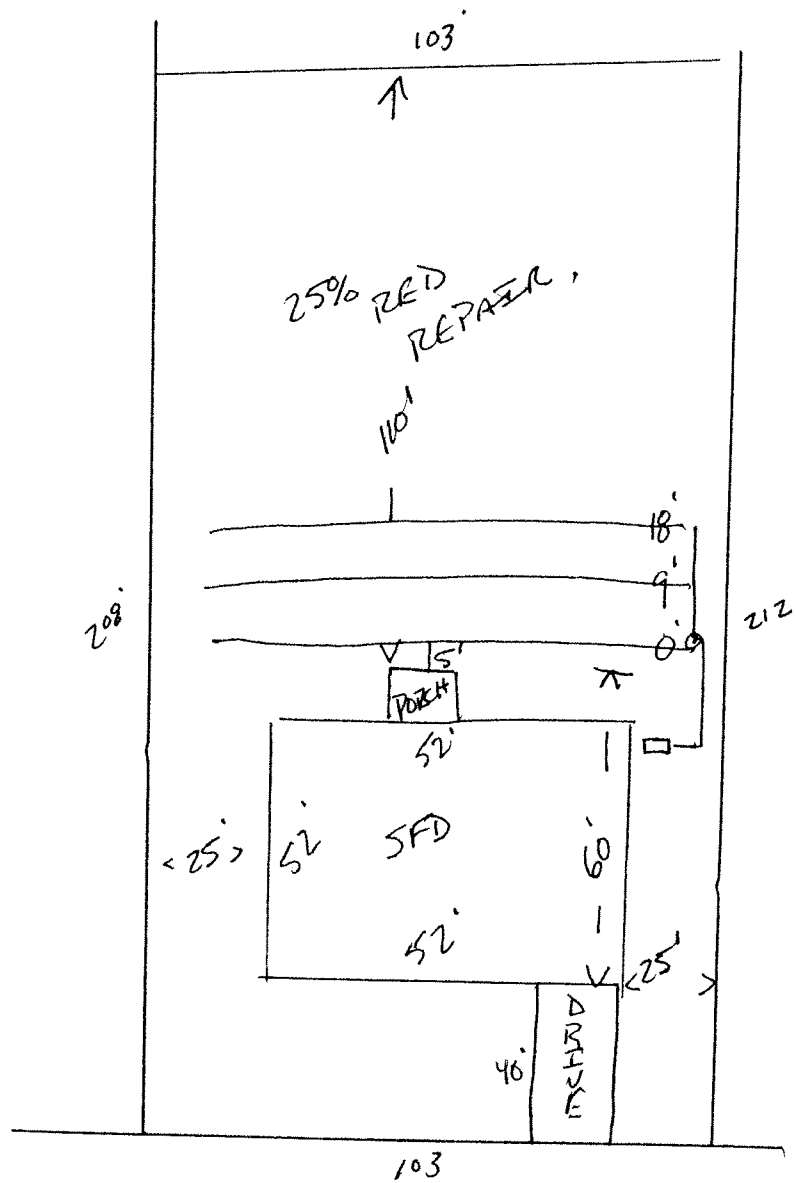 103'
25% RED
REPAIR.
110'
18'
9'
208'
0'
212
5'
PORCH
52'
< 25' >
52'
SFD
60'
52'
< 25' >
40'
DRIVE
103